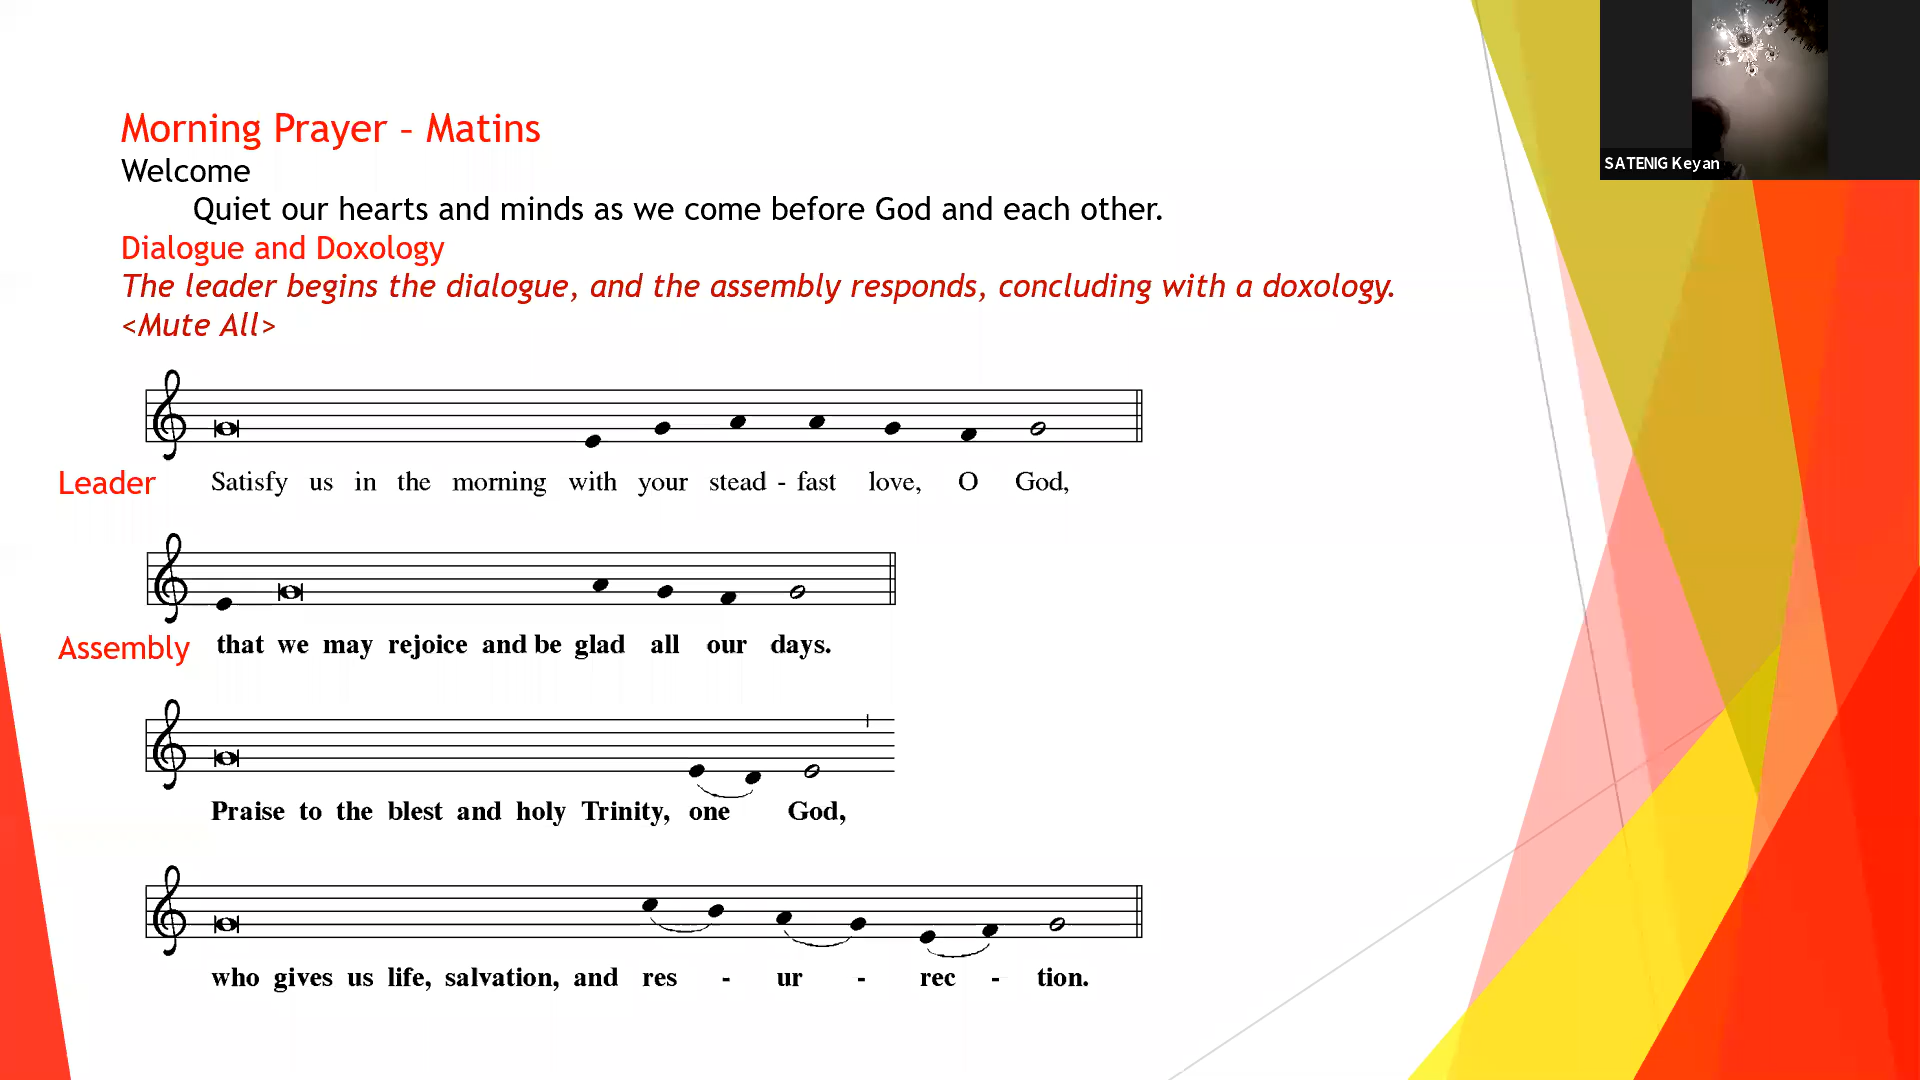 Morning Prayer – Matins
Welcome
Quiet our hearts and minds as we come before God and each other.
Dialogue and Doxology
The leader begins the dialogue, and the assembly responds, concluding with a doxology.
<Mute All>
Leader Satisfy us in the morning with your stead - fast love, O God,
Assembly that we may rejoice and be glad all our days.
Praise to the blest and holy Trinity, one God,
who gives us life, salvation, and res - ur - rec - tion.
SATENIG Keyan